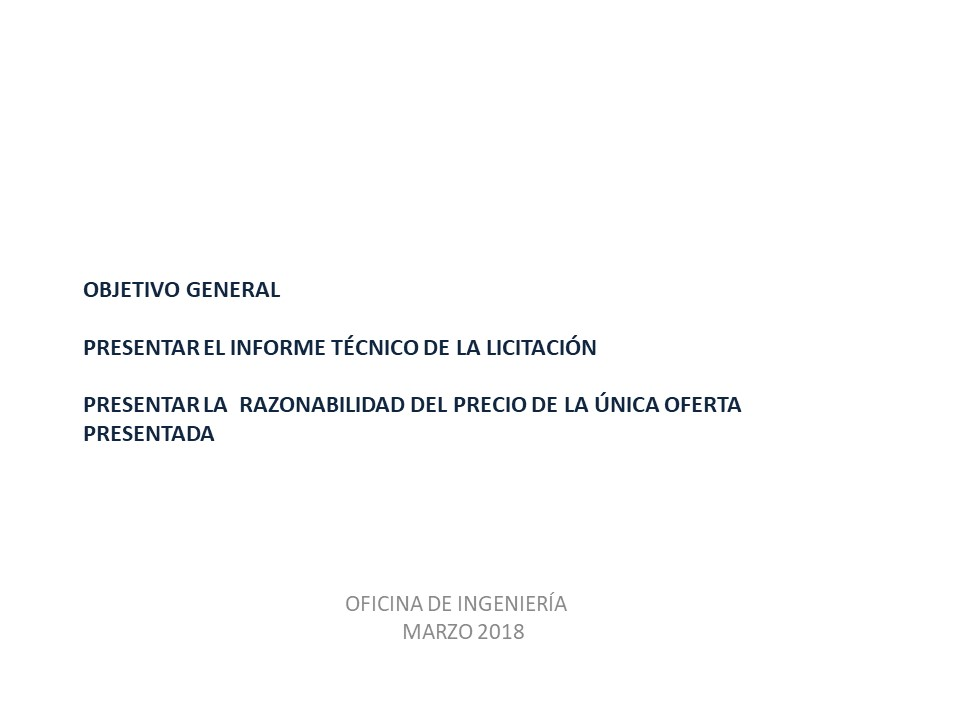 OBJETIVO GENERAL
PRESENTAR EL INFORME TÉCNICO DE LA LICITACIÓN
PRESENTAR LA RAZONABILIDAD DEL PRECIO DE LA ÚNICA OFERTA
PRESENTADA
OFICINA DE INGENIERÍA
MARZO 2018